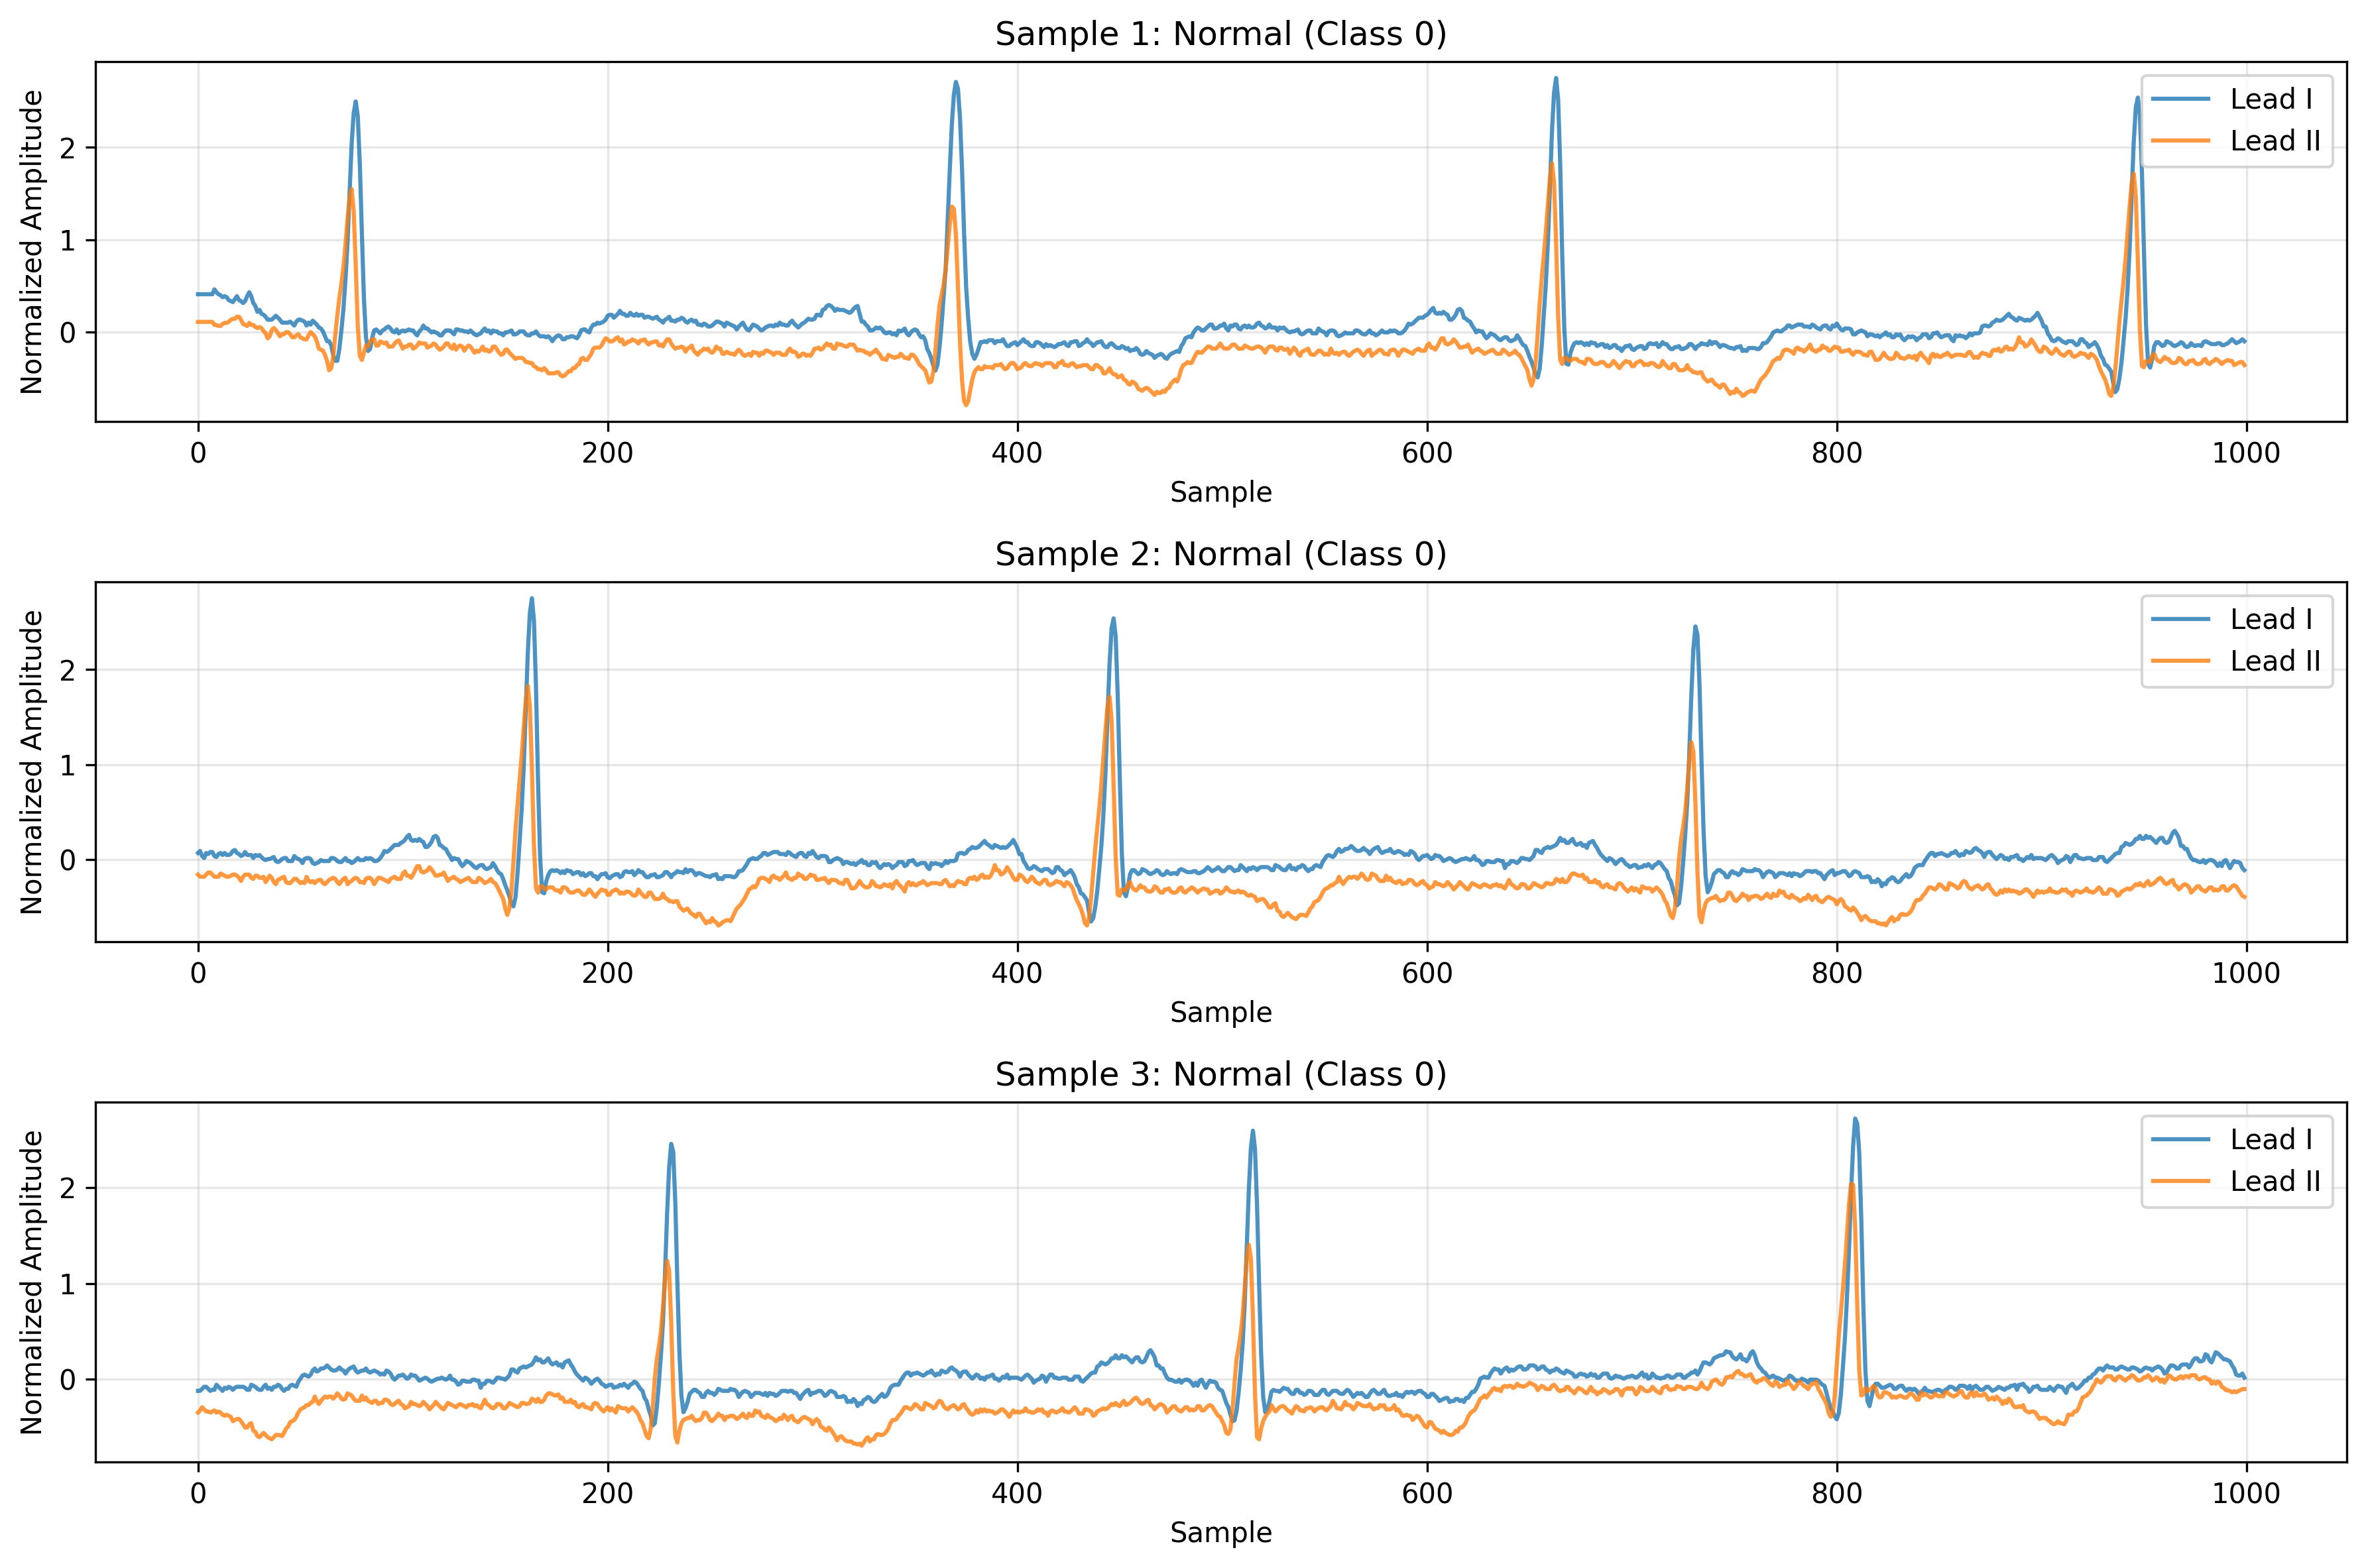 Sample 1: Normal (Class 0)
Normalized Amplitude
2
1
0
Lead I
Lead II
0 200 400 600 800 1000
Sample
Sample 2: Normal (Class 0)
Normalized Amplitude
2
1
0
Lead I
Lead II
0 200 400 600 800 1000
Sample
Sample 3: Normal (Class 0)
Normalized Amplitude
2
1
0
Lead I
Lead II
0 200 400 600 800 1000
Sample